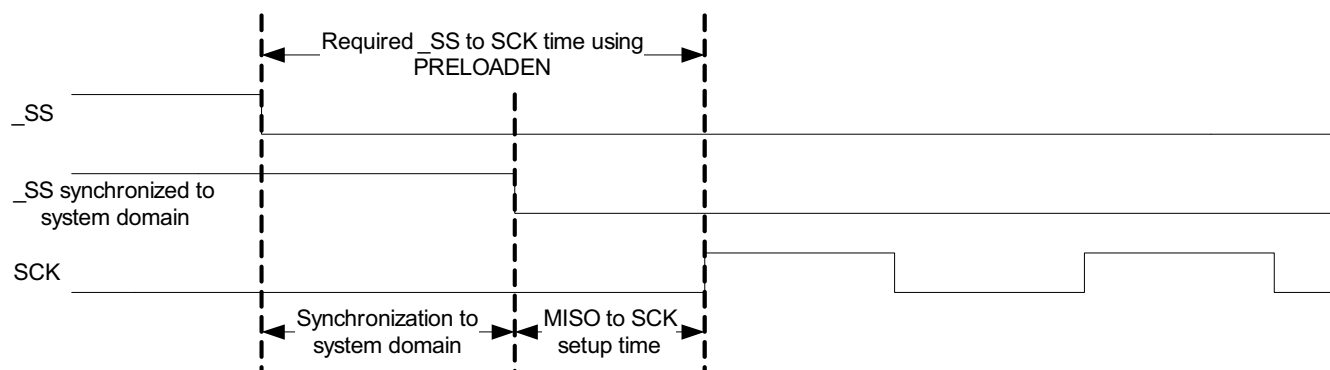 Required _SS to SCK time using
PRELOADEN
_SS
_SS synchronized to
system domain
SCK
Synchronization to
system domain
MISO to SCK
setup time